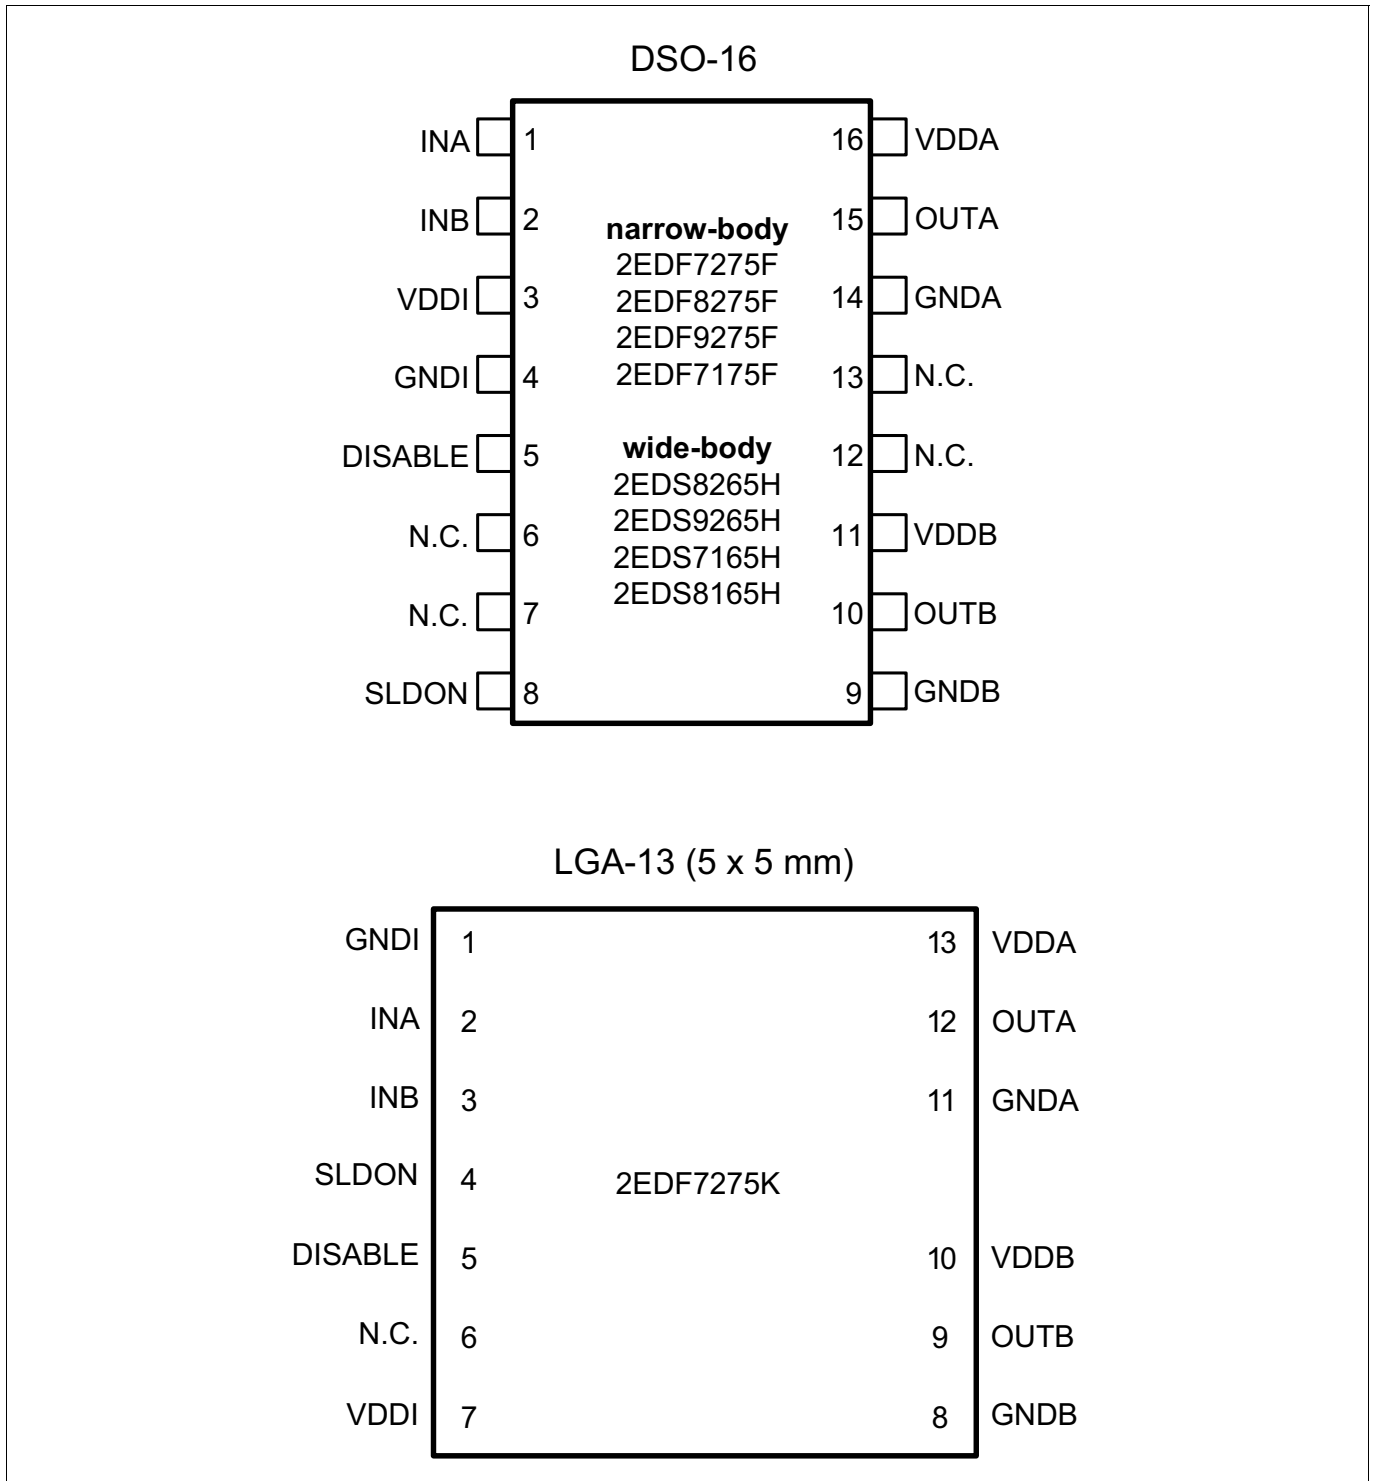 DSO-16
INA 1 16 VDDA
INB 2 15 OUTA
narrow-body
2EDF7275F
VDDI 3 14 GNDA
2EDF8275F
2EDF9275F
GNDI 4 13 N.C.
2EDF7175F
DISABLE 5 12 N.C.
wide-body
2EDS8265H
2EDS9265H
N.C. 6 11 VDDB
2EDS7165H
2EDS8165H
N.C. 7 10 OUTB
SLDON 8 9 GNDB
LGA-13 (5 x 5 mm)
GNDI 1 13 VDDA
INA 2 12 OUTA
INB 3 11 GNDA
SLDON 4 2EDF7275K
DISABLE 5 10 VDDB
N.C. 6 9 OUTB
VDDI 7 8 GNDB